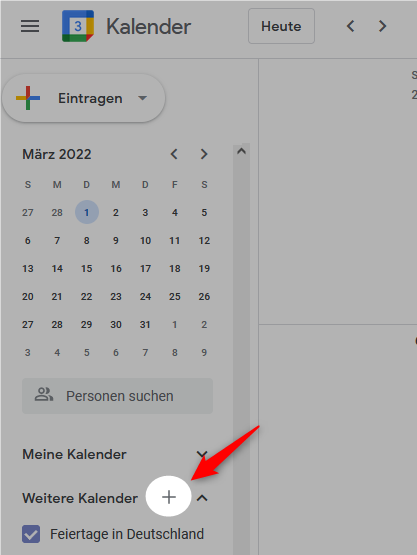 3 Kalender Heute
S
2
Eintragen
März 2022
S M D M D F S
27 28 1 2 3 4 5
6 7 8 9 10 11 12
13 14 15 16 17 18 19
20 21 22 23 24 25 26
27 28 29 30 31 1 2
3 4 5 6 7 8 9
Personen suchen
Meine Kalender
Weitere Kalender +
Feiertage in Deutschland